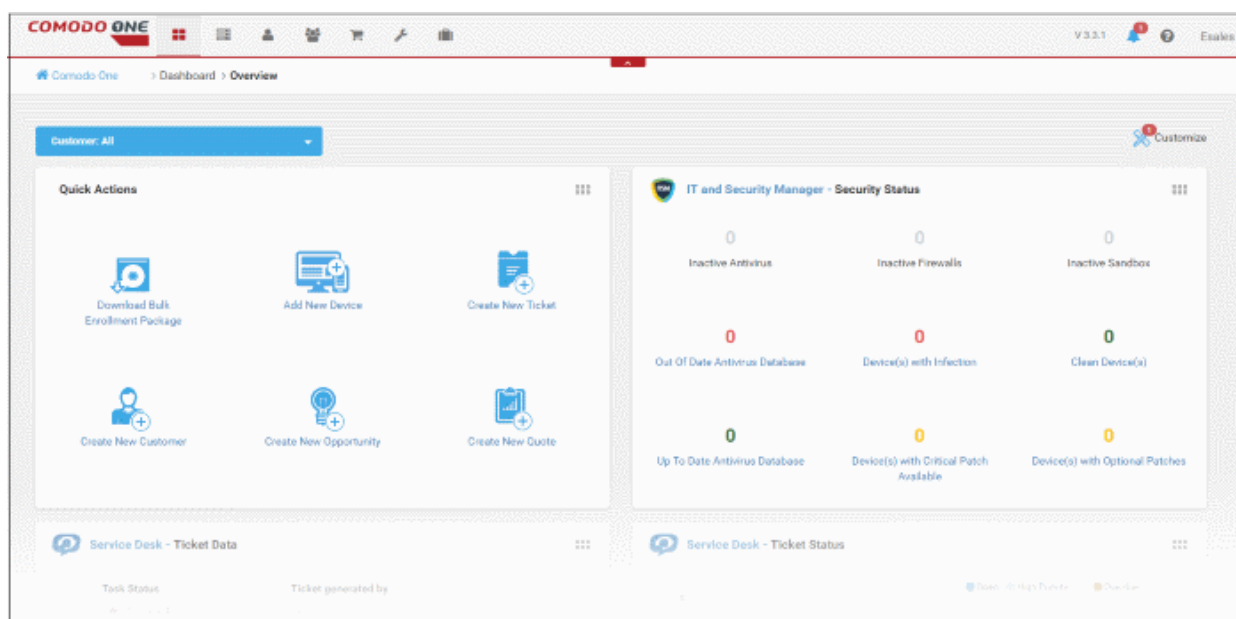 COMODO ONE
V 3.3.1
1
Esales
Comodo One > Dashboard > Overview
Customer: All
1
Customize
Quick Actions
Download Bulk
Enrollment Package
Add New Device
Create New Ticket
Create New Customer
Create New Opportunity
Create New Quote
IT and Security Manager - Security Status
0
Inactive Antivirus
0
Inactive Firewalls
0
Inactive Sandbox
0
Out Of Date Antivirus Database
0
Device(s) with Infection
0
Clean Device(s)
0
Up To Date Antivirus Database
0
Device(s) with Critical Patch
Available
0
Device(s) with Optional Patches
Service Desk - Ticket Data
Task Status
Ticket generated by
Service Desk - Ticket Status
Overdue